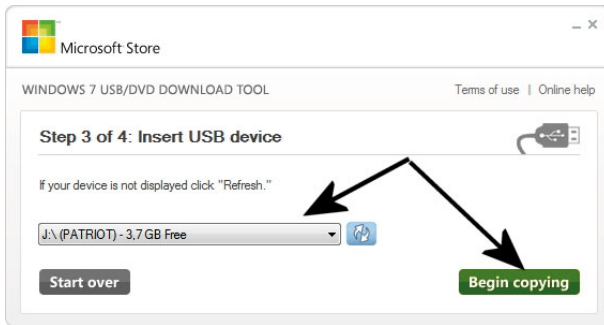 Microsoft Store
WINDOWS 7 USB/DVD DOWNLOAD TOOL
Terms of use | Online help
Step 3 of 4: Insert USB device
If your device is not displayed click "Refresh."
J:\ (PATRIOT) - 3,7 GB Free
Start over
Begin copying